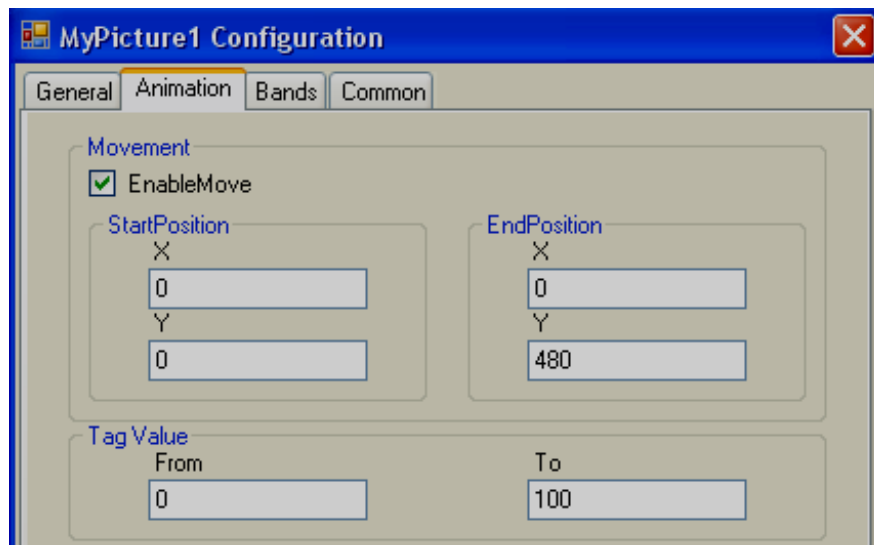 MyPicture1 Configuration
General Animation Bands Common
Movement
EnableMove
StartPosition EndPosition
X X
0 0
Y Y
0 480
Tag Value
From To
0 100